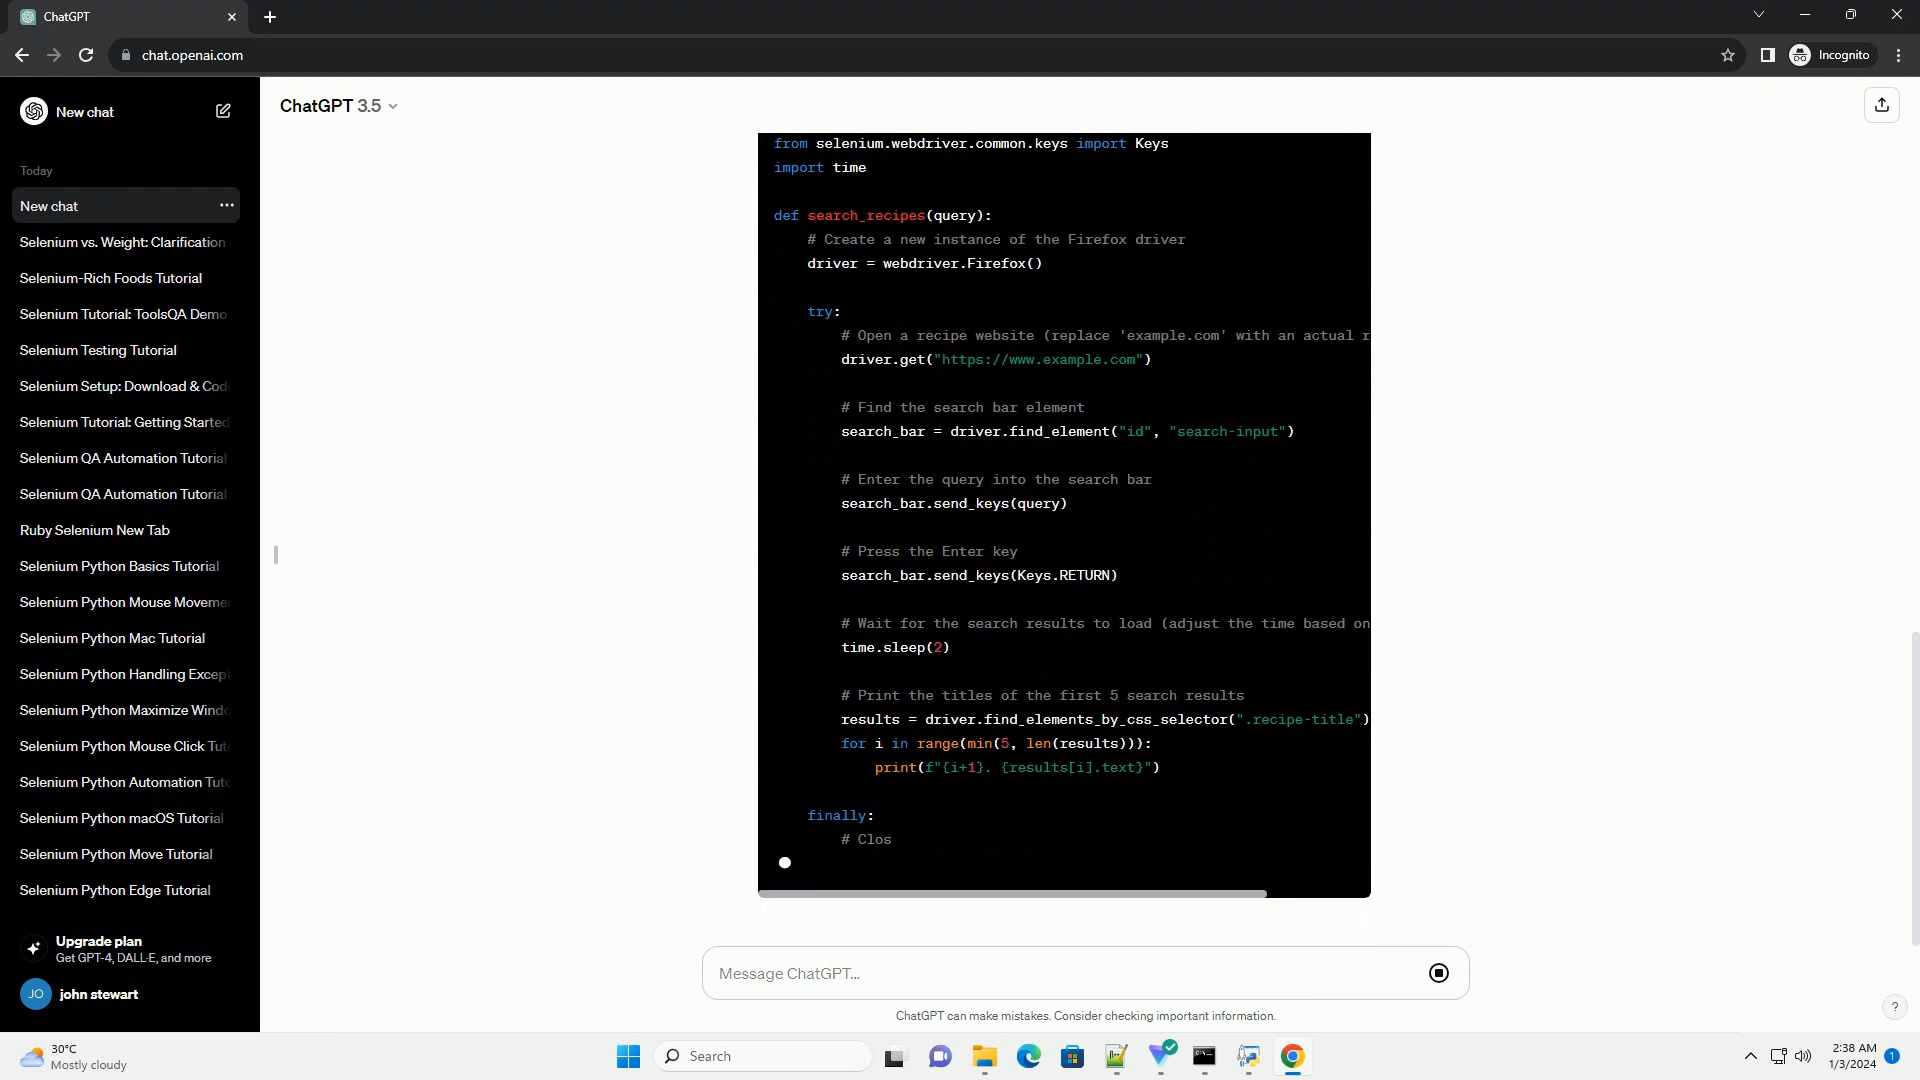 ChatGPT
chat.openai.com
Incognito
New chat
ChatGPT 3.5
Today
New chat
Selenium vs. Weight: Clarification
Selenium-Rich Foods Tutorial
Selenium Tutorial: ToolsQA Demo
Selenium Testing Tutorial
Selenium Setup: Download & Cod
Selenium Tutorial: Getting Started
Selenium QA Automation Tutorial
Selenium QA Automation Tutorial
Ruby Selenium New Tab
Selenium Python Basics Tutorial
Selenium Python Mouse Moveme
Selenium Python Mac Tutorial
Selenium Python Handling Excep
Selenium Python Maximize Windo
Selenium Python Mouse Click Tut
Selenium Python Automation Tuto
Selenium Python macOS Tutorial
Selenium Python Move Tutorial
Selenium Python Edge Tutorial
Upgrade plan
Get GPT-4, DALL·E, and more
JO john stewart
from selenium.webdriver.common.keys import Keys
import time
def search_recipes(query):
# Create a new instance of the Firefox driver
driver = webdriver.Firefox()
try:
# Open a recipe website (replace 'example.com' with an actual r
driver.get("https://www.example.com")
# Find the search bar element
search_bar = driver.find_element("id", "search-input")
# Enter the query into the search bar
search_bar.send_keys(query)
# Press the Enter key
search_bar.send_keys(Keys.RETURN)
# Wait for the search results to load (adjust the time based on
time.sleep(2)
# Print the titles of the first 5 search results
results = driver.find_elements_by_css_selector(".recipe-title")
for i in range(min(5, len(results))):
print(f"{i+1}. {results[i].text}")
finally:
# Clos
Message ChatGPT...
ChatGPT can make mistakes. Consider checking important information.
?
30°C
Mostly cloudy
Search
2:38 AM
1/3/2024
1